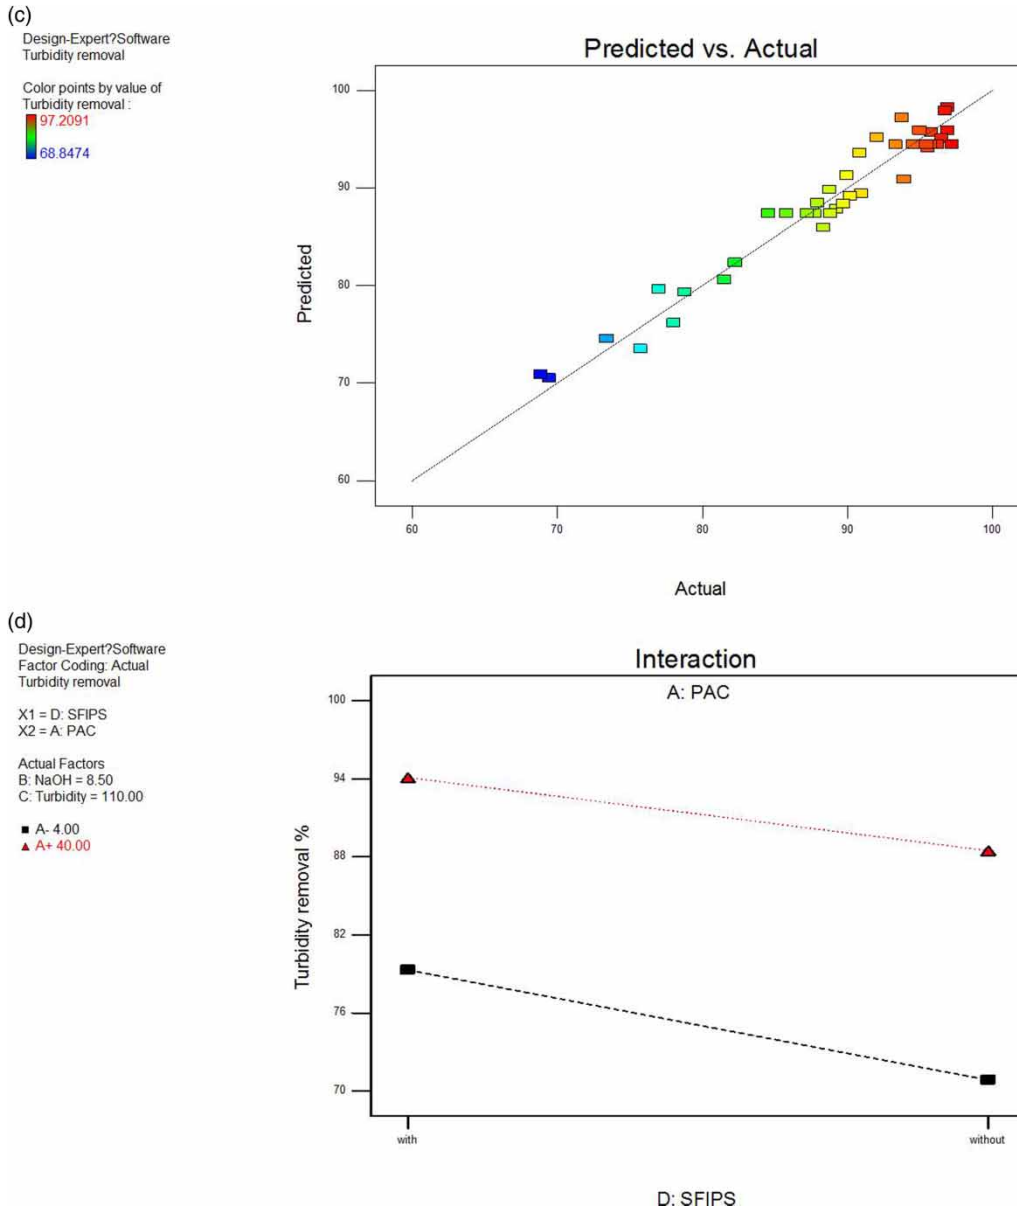 (c)
Design-Expert?Software
Turbidity removal
Color points by value of
Turbidity removal :
97.2091
68.8474
Predicted vs. Actual
Predicted
100
90
80
70
60
60 70 80 90 100
Actual
(d)
Design-Expert?Software
Factor Coding: Actual
Turbidity removal
X1 = D: SFIPS
X2 = A: PAC
Actual Factors
B: NaOH = 8.50
C: Turbidity = 110.00
A- 4.00
A+ 40.00
Interaction
A: PAC
Turbidity removal %
100
94
88
82
76
70
with without
D: SFIPS